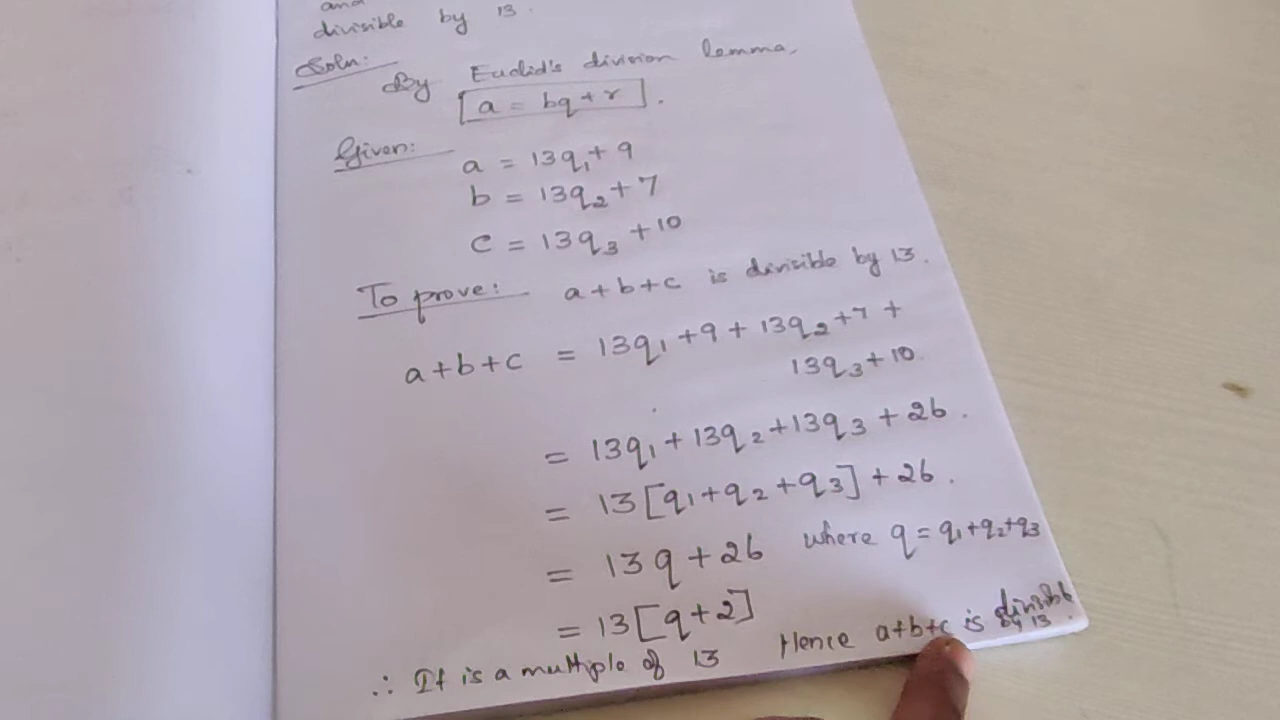 and
divisible by 13.
Soln:
By Euclid's division lemma,
a = bq + r.
Given:
a = 13q₁ + 9
b = 13q₂ + 7
c = 13q₃ + 10
To prove: a+b+c is divisible by 13.
a+b+c = 13q₁ + 9 + 13q₂ + 7 +
13q₃ + 10.
= 13q₁ + 13q₂ + 13q₃ + 26.
= 13[q₁+q₂+q₃] + 26.
= 13q + 26 where q = q₁+q₂+q₃
= 13[q+2]
∴ It is a multiple of 13 Hence a+b+c is divisible
by 13.